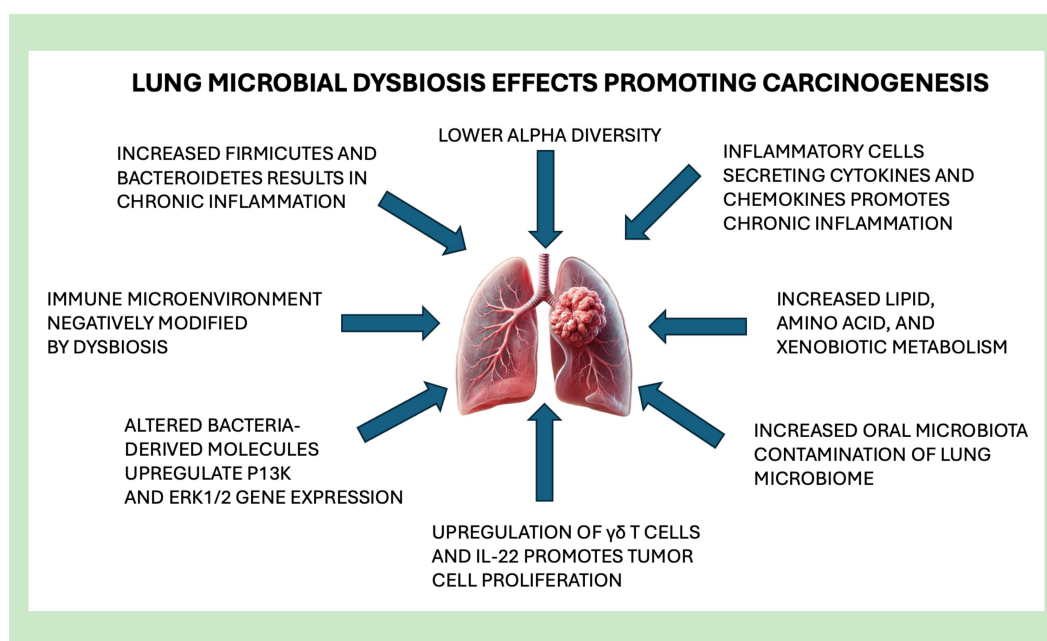 LUNG MICROBIAL DYSBIOSIS EFFECTS PROMOTING CARCINOGENESIS
LOWER ALPHA DIVERSITY
INCREASED FIRMICUTES AND
BACTEROIDETES RESULTS IN
CHRONIC INFLAMMATION
INFLAMMATORY CELLS
SECRETING CYTOKINES AND
CHEMOKINES PROMOTES
CHRONIC INFLAMMATION
IMMUNE MICROENVIRONMENT
NEGATIVELY MODIFIED
BY DYSBIOSIS
INCREASED LIPID,
AMINO ACID, AND
XENOBIOTIC METABOLISM
ALTERED BACTERIA-
DERIVED MOLECULES
UPREGULATE P13K
AND ERK1/2 GENE EXPRESSION
INCREASED ORAL MICROBIOTA
CONTAMINATION OF LUNG
MICROBIOME
UPREGULATION OF γδ T CELLS
AND IL-22 PROMOTES TUMOR
CELL PROLIFERATION